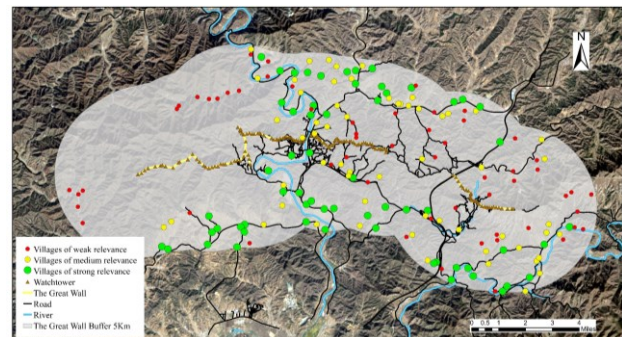 N
Villages of weak relevance
Villages of medium relevance
Villages of strong relevance
Watchtower
The Great Wall
Road
River
The Great Wall Buffer 5Km
0 0.5 1 2 3 4
Miles